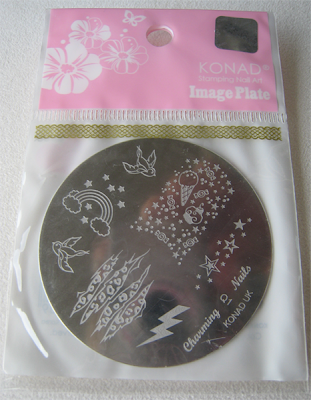 KONAD®
Stamping Nail Art
Image Plate
Charming D Nails
KONAD UK